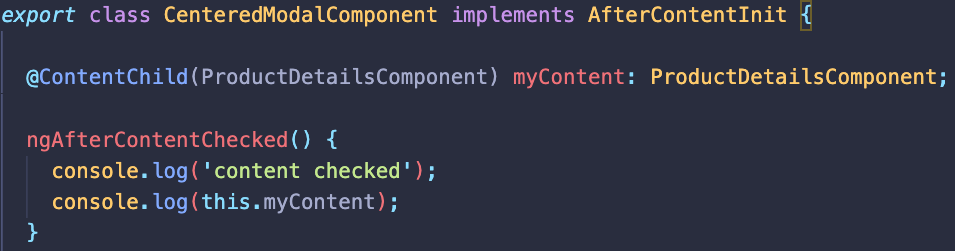 export class CenteredModalComponent implements AfterContentInit {
@ContentChild(ProductDetailsComponent) myContent: ProductDetailsComponent;
ngAfterContentChecked() {
console.log('content checked');
console.log(this.myContent);
}